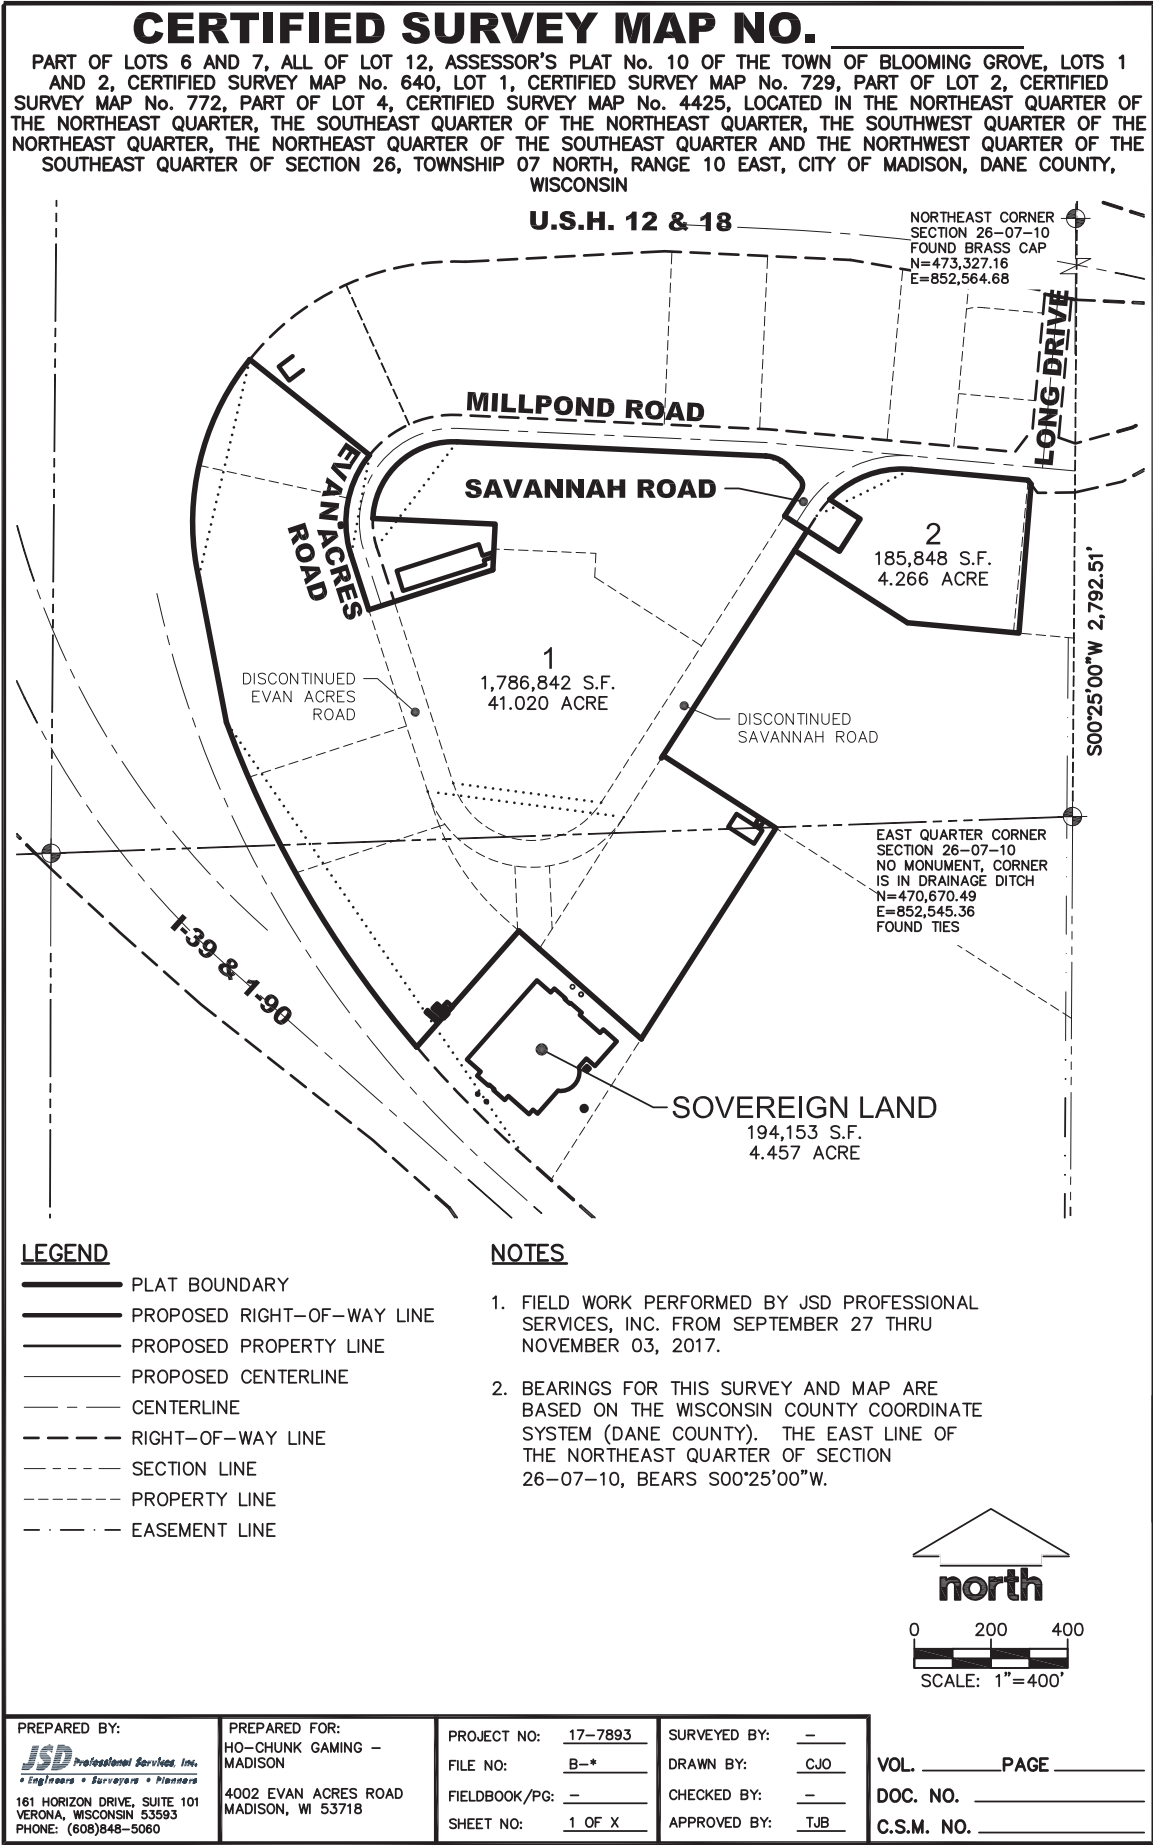 CERTIFIED SURVEY MAP NO.
PART OF LOTS 6 AND 7, ALL OF LOT 12, ASSESSOR'S PLAT No. 10 OF THE TOWN OF BLOOMING GROVE, LOTS 1
AND 2, CERTIFIED SURVEY MAP No. 640, LOT 1, CERTIFIED SURVEY MAP No. 729, PART OF LOT 2, CERTIFIED
SURVEY MAP No. 772, PART OF LOT 4, CERTIFIED SURVEY MAP No. 4425, LOCATED IN THE NORTHEAST QUARTER OF
THE NORTHEAST QUARTER, THE SOUTHEAST QUARTER OF THE NORTHEAST QUARTER, THE SOUTHWEST QUARTER OF THE
NORTHEAST QUARTER, THE NORTHEAST QUARTER OF THE SOUTHEAST QUARTER AND THE NORTHWEST QUARTER OF THE
SOUTHEAST QUARTER OF SECTION 26, TOWNSHIP 07 NORTH, RANGE 10 EAST, CITY OF MADISON, DANE COUNTY,
WISCONSIN
U.S.H. 12 & 18
NORTHEAST CORNER
SECTION 26-07-10
FOUND BRASS CAP
N=473,327.16
E=852,564.68
LONG DRIVE
MILLPOND ROAD
EVAN ACRES
ROAD
SAVANNAH ROAD
2
185,848 S.F.
4.266 ACRE
S00°25'00"W 2,792.51'
1
1,786,842 S.F.
41.020 ACRE
DISCONTINUED
EVAN ACRES
ROAD
DISCONTINUED
SAVANNAH ROAD
EAST QUARTER CORNER
SECTION 26-07-10
NO MONUMENT, CORNER
IS IN DRAINAGE DITCH
N=470,670.49
E=852,545.36
FOUND TIES
I-39 & 1-90
SOVEREIGN LAND
194,153 S.F.
4.457 ACRE
LEGEND
PLAT BOUNDARY
PROPOSED RIGHT-OF-WAY LINE
PROPOSED PROPERTY LINE
PROPOSED CENTERLINE
CENTERLINE
RIGHT-OF-WAY LINE
SECTION LINE
PROPERTY LINE
EASEMENT LINE
NOTES
1. FIELD WORK PERFORMED BY JSD PROFESSIONAL
SERVICES, INC. FROM SEPTEMBER 27 THRU
NOVEMBER 03, 2017.
2. BEARINGS FOR THIS SURVEY AND MAP ARE
BASED ON THE WISCONSIN COUNTY COORDINATE
SYSTEM (DANE COUNTY). THE EAST LINE OF
THE NORTHEAST QUARTER OF SECTION
26-07-10, BEARS S00°25'00"W.
north
0 200 400
SCALE: 1"=400'
PREPARED BY:
JSD Professional Services, Inc.
• Engineers • Surveyors • Planners
161 HORIZON DRIVE, SUITE 101
VERONA, WISCONSIN 53593
PHONE: (608)848-5060
PREPARED FOR:
HO-CHUNK GAMING -
MADISON
4002 EVAN ACRES ROAD
MADISON, WI 53718
PROJECT NO: 17-7893
FILE NO: B-*
FIELDBOOK/PG: -
SHEET NO: 1 OF X
SURVEYED BY: -
DRAWN BY: CJO
CHECKED BY: -
APPROVED BY: TJB
VOL. PAGE
DOC. NO.
C.S.M. NO.